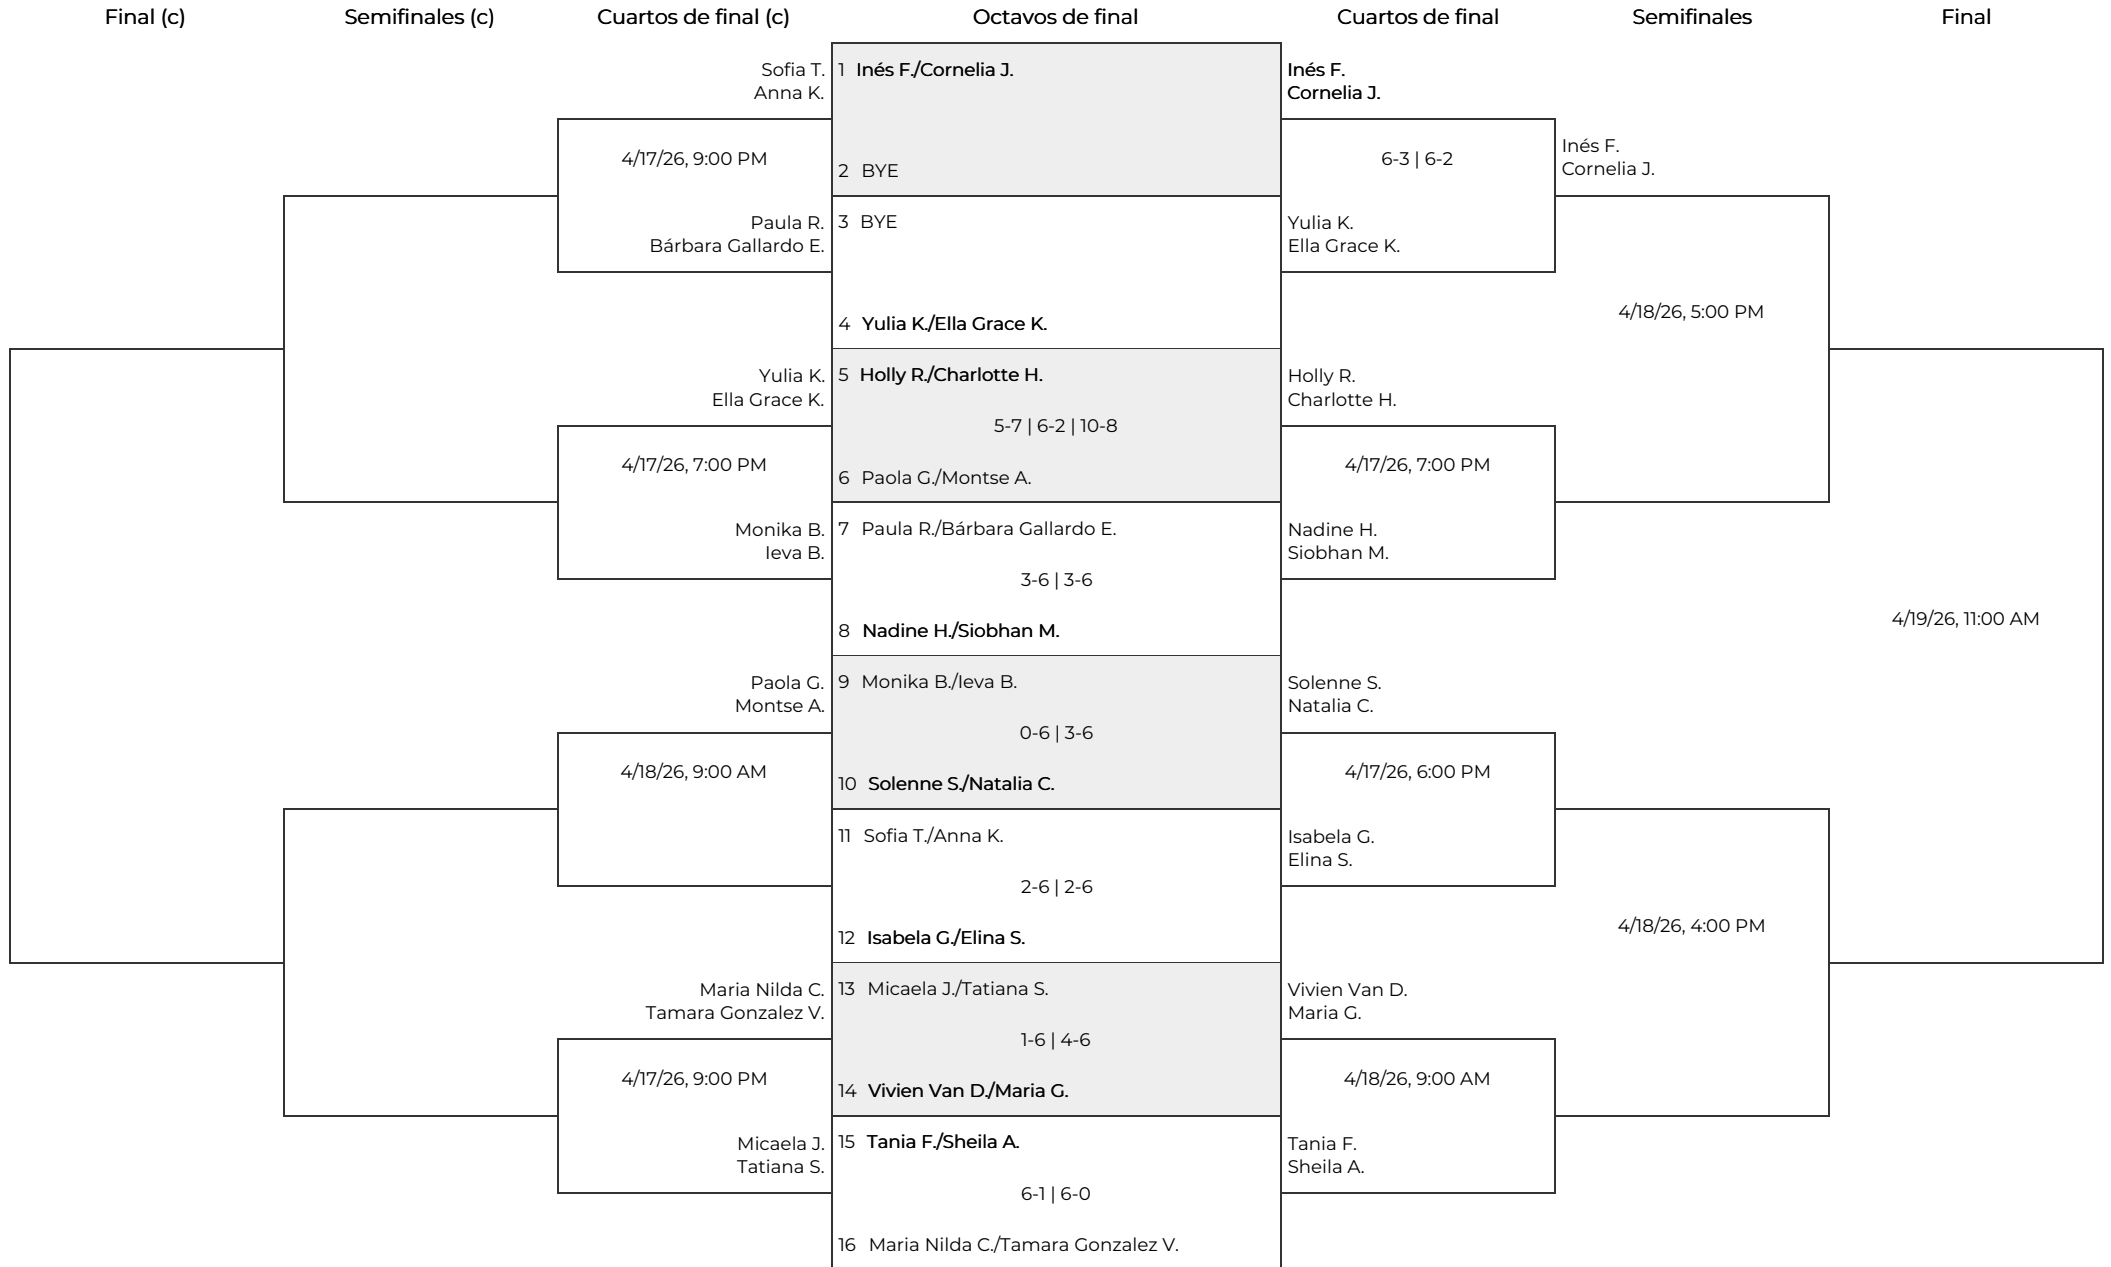 Final (c) Semifinales (c) Cuartos de final (c) Octavos de final Cuartos de final Semifinales Final
Sofia T.
Anna K.
4/17/26, 9:00 PM
Paula R.
Bárbara Gallardo E.
Yulia K.
Ella Grace K.
4/17/26, 7:00 PM
Monika B.
Ieva B.
Paola G.
Montse A.
4/18/26, 9:00 AM
Maria Nilda C.
Tamara Gonzalez V.
4/17/26, 9:00 PM
Micaela J.
Tatiana S.
1 Inés F./Cornelia J.
2 BYE
3 BYE
4 Yulia K./Ella Grace K.
5 Holly R./Charlotte H.
5-7 | 6-2 | 10-8
6 Paola G./Montse A.
7 Paula R./Bárbara Gallardo E.
3-6 | 3-6
8 Nadine H./Siobhan M.
9 Monika B./Ieva B.
0-6 | 3-6
10 Solenne S./Natalia C.
11 Sofia T./Anna K.
2-6 | 2-6
12 Isabela G./Elina S.
13 Micaela J./Tatiana S.
1-6 | 4-6
14 Vivien Van D./Maria G.
15 Tania F./Sheila A.
6-1 | 6-0
16 Maria Nilda C./Tamara Gonzalez V.
Inés F.
Cornelia J.
6-3 | 6-2
Yulia K.
Ella Grace K.
Holly R.
Charlotte H.
4/17/26, 7:00 PM
Nadine H.
Siobhan M.
Solenne S.
Natalia C.
4/17/26, 6:00 PM
Isabela G.
Elina S.
Vivien Van D.
Maria G.
4/18/26, 9:00 AM
Tania F.
Sheila A.
Inés F.
Cornelia J.
4/18/26, 5:00 PM
4/18/26, 4:00 PM
4/19/26, 11:00 AM